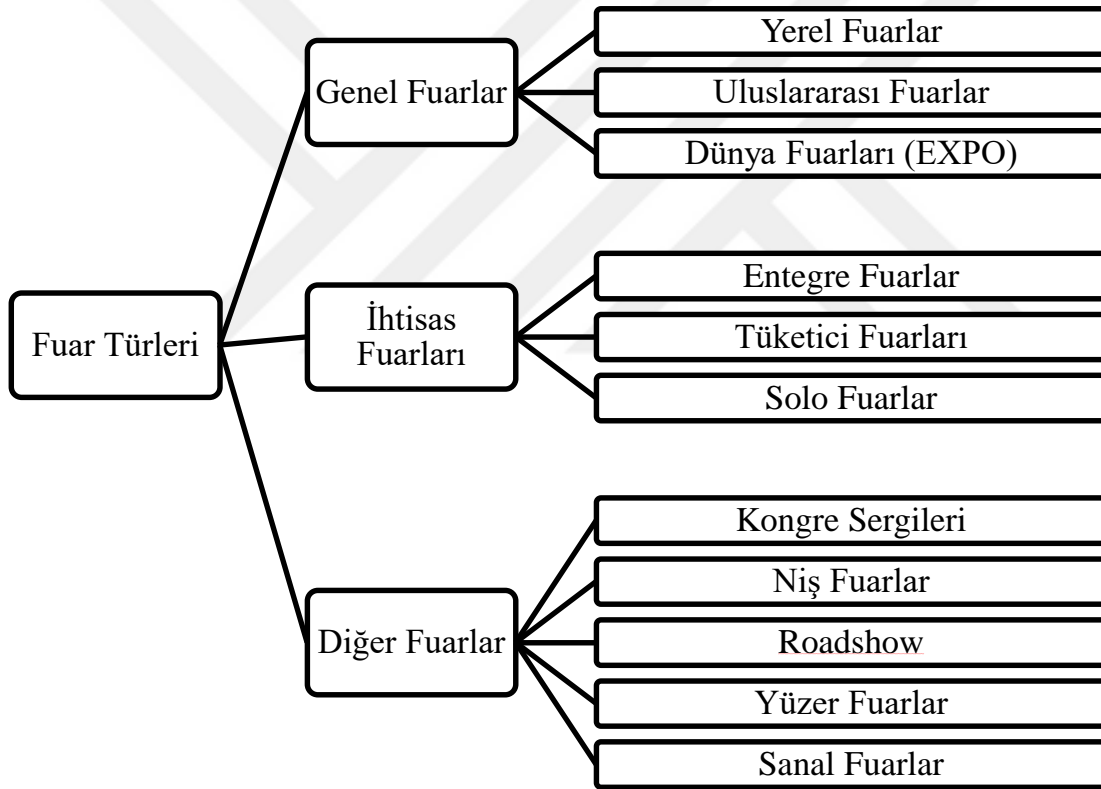 Fuar Türleri
Genel Fuarlar
Yerel Fuarlar
Uluslararası Fuarlar
Dünya Fuarları (EXPO)
İhtisas
Fuarları
Entegre Fuarlar
Tüketici Fuarları
Solo Fuarlar
Diğer Fuarlar
Kongre Sergileri
Niş Fuarlar
Roadshow
Yüzer Fuarlar
Sanal Fuarlar